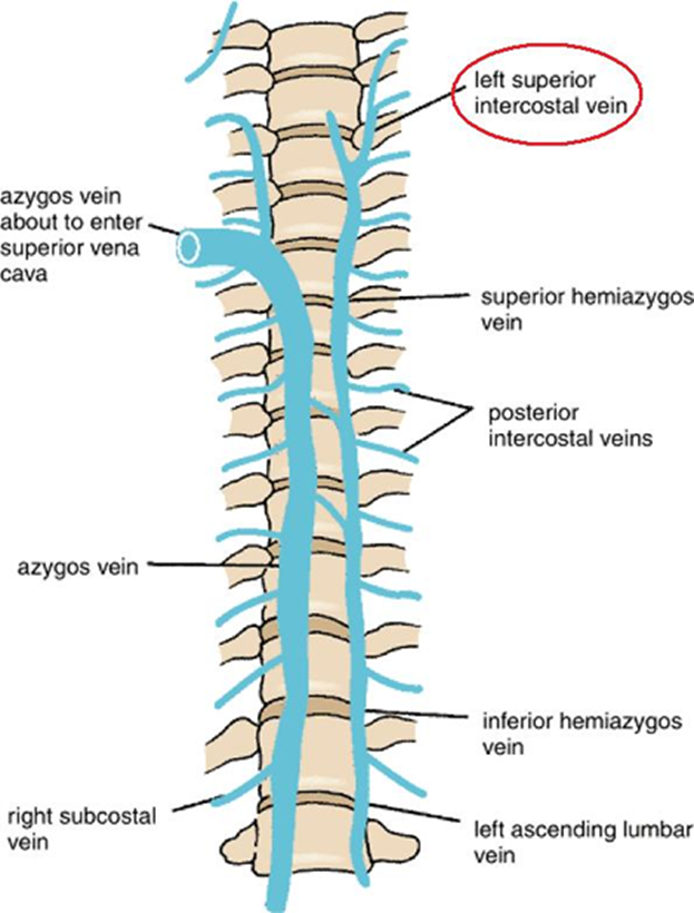 left superior
intercostal vein
azygos vein
about to enter
superior vena
cava
superior hemiazygos
vein
posterior
intercostal veins
azygos vein
inferior hemiazygos
vein
right subcostal
vein
left ascending lumbar
vein